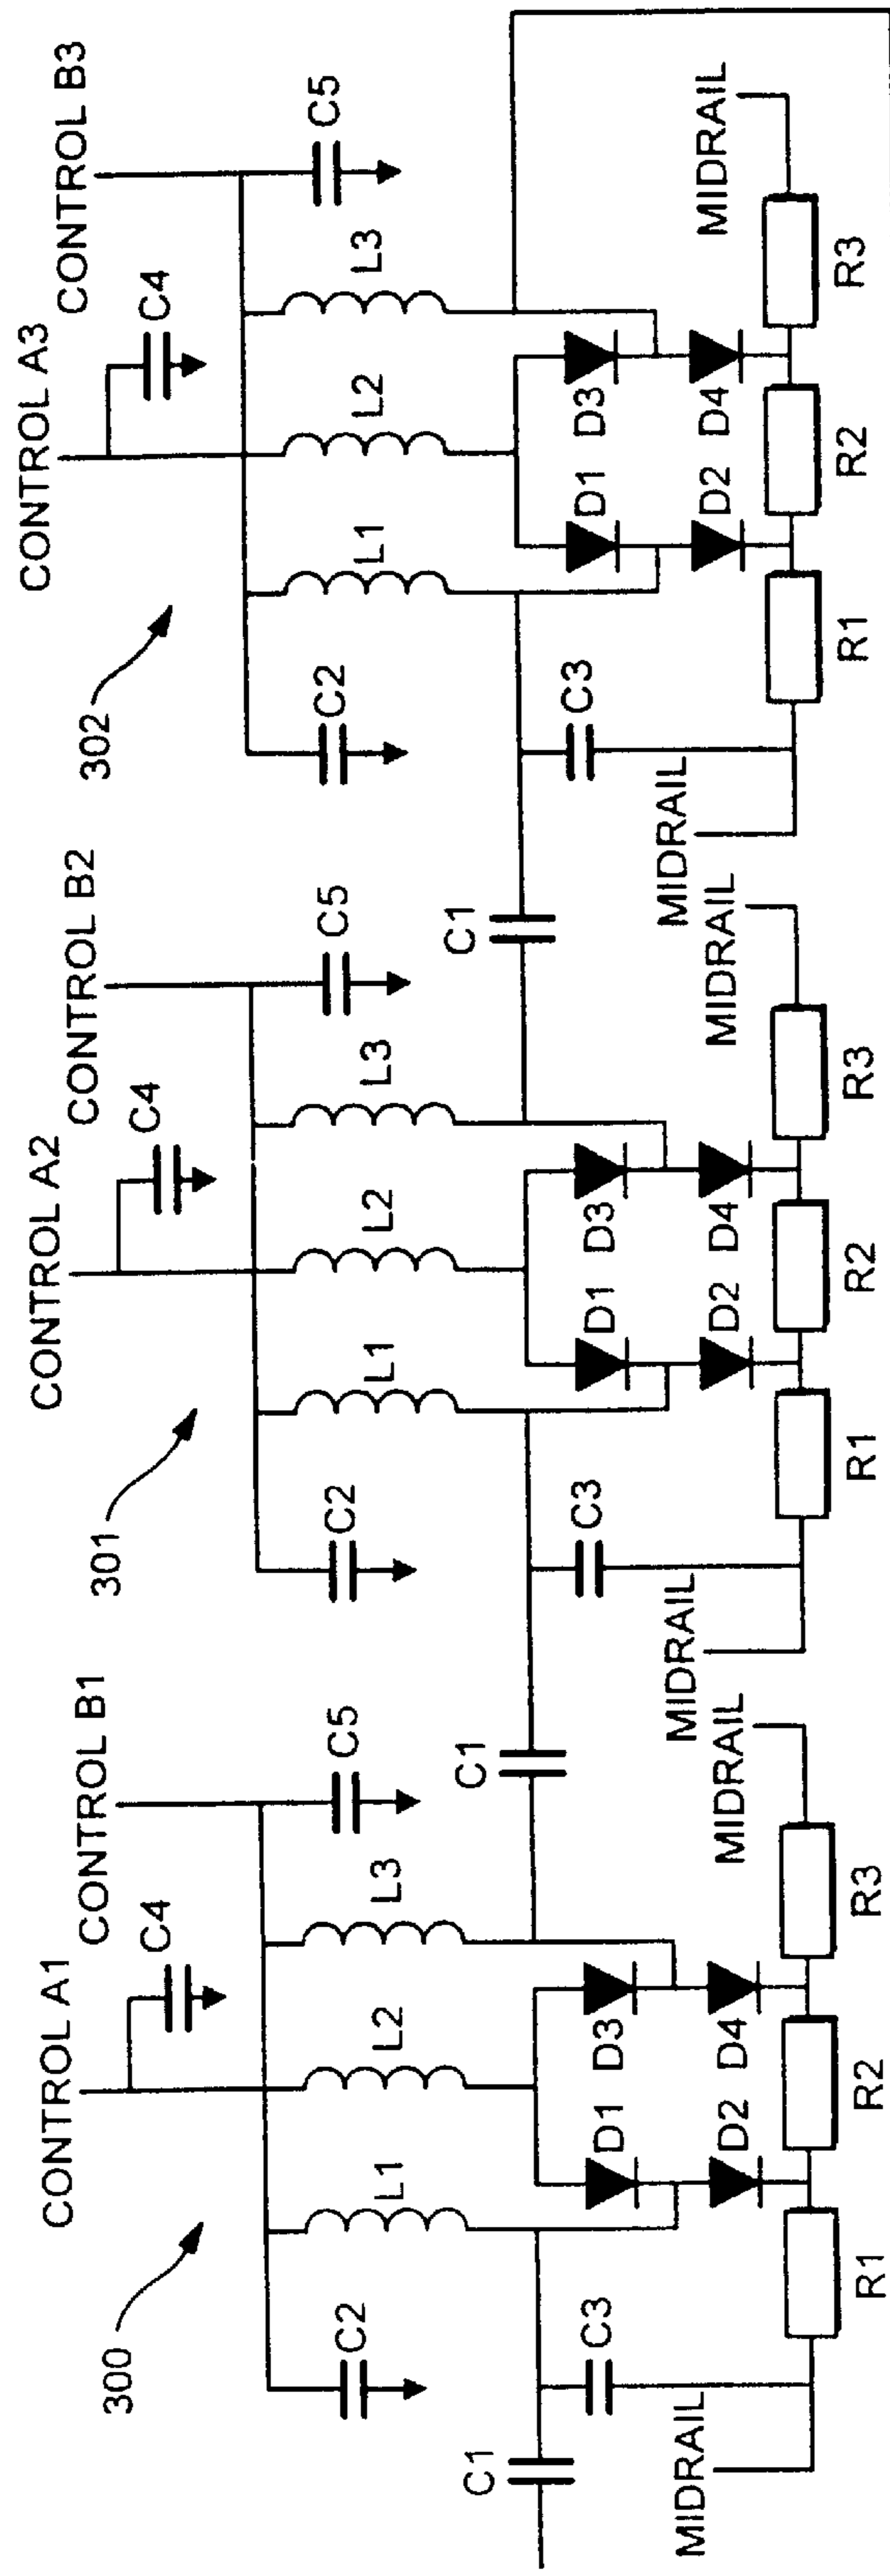 CONTROL A1
CONTROL B1
C4
300
C2
L1
L2
L3
C5
C1
C3
D1
D3
D2
D4
MIDRAIL
MIDRAIL
R1
R2
R3
CONTROL A2
CONTROL B2
C4
301
C2
L1
L2
L3
C5
C1
C3
D1
D3
D2
D4
MIDRAIL
MIDRAIL
R1
R2
R3
CONTROL A3
CONTROL B3
C4
302
C2
L1
L2
L3
C5
C1
C3
D1
D3
D2
D4
MIDRAIL
MIDRAIL
R1
R2
R3